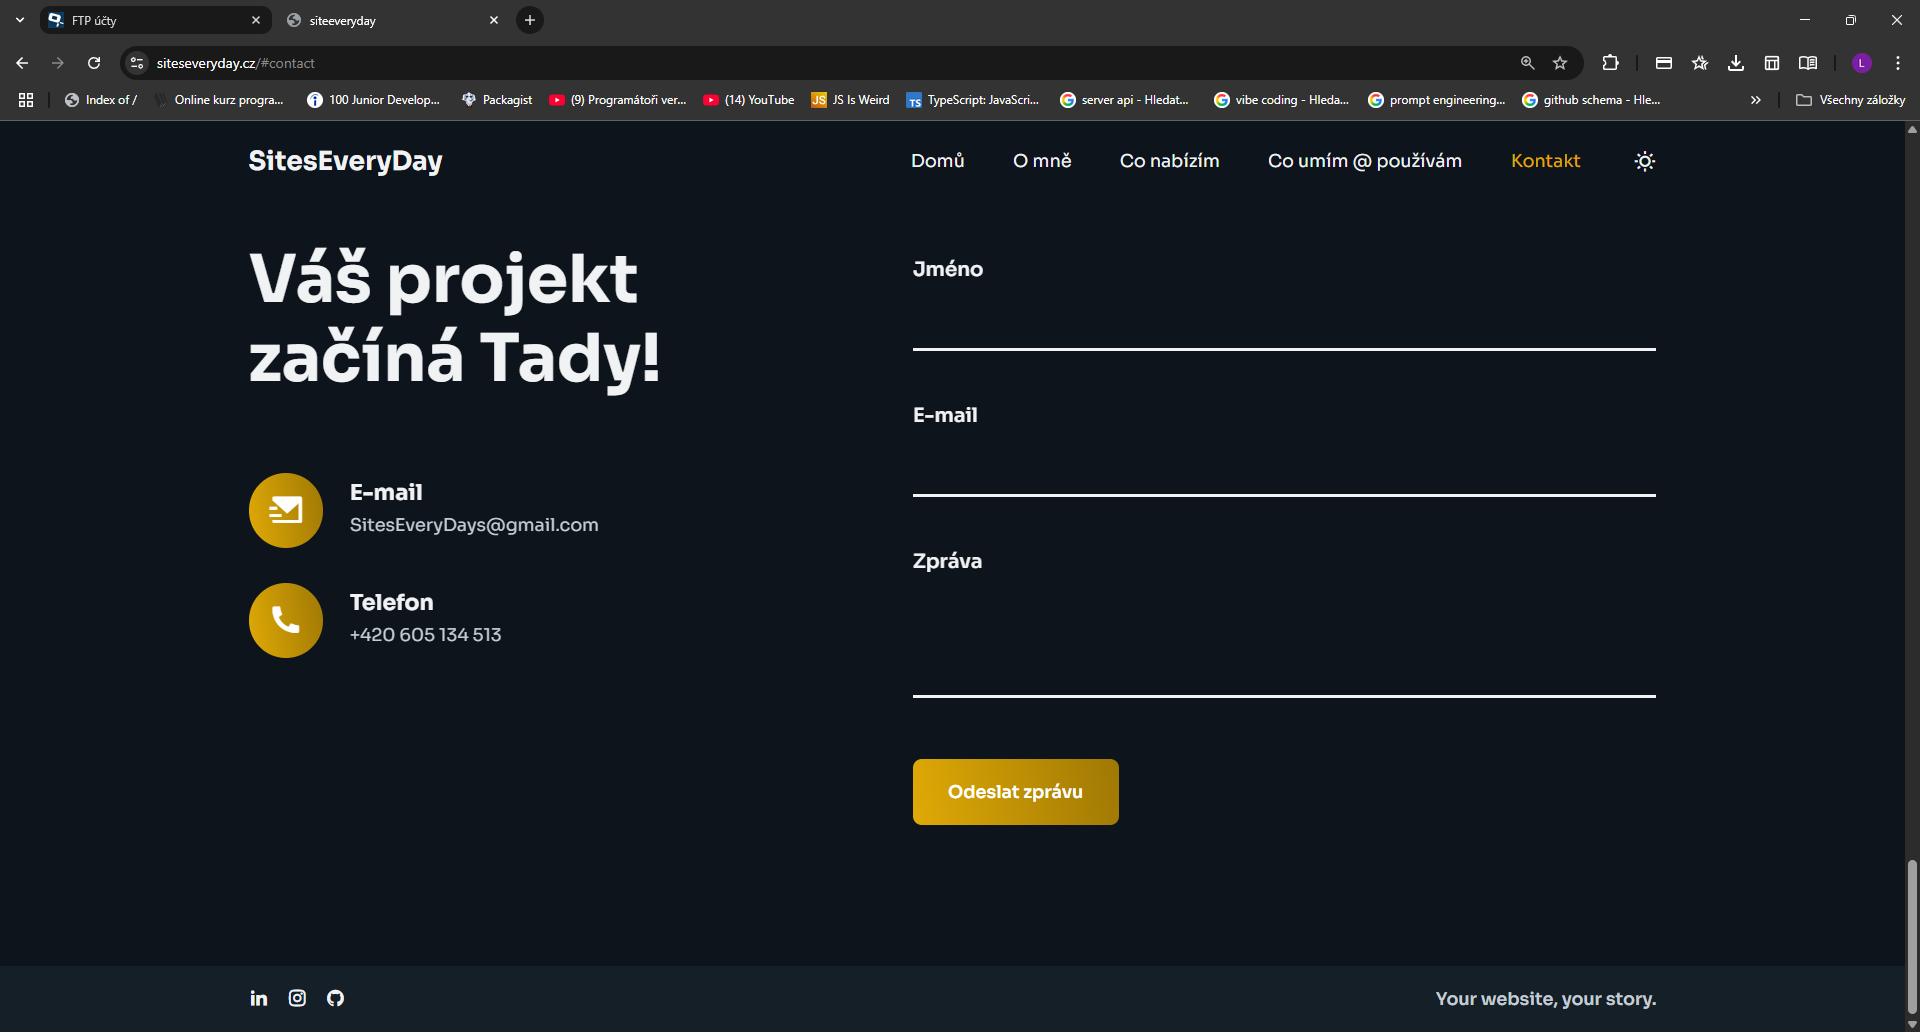 FTP účty
siteeveryday
siteseveryday.cz/#contact
L
Index of /
Online kurz progra...
100 Junior Develop...
Packagist
(9) Programátoři ver...
(14) YouTube
JS
JS Is Weird
TS
TypeScript: JavaScri...
server api - Hledat...
vibe coding - Hleda...
prompt engineering...
github schema - Hle...
Všechny záložky
SitesEveryDay
Domů
O mně
Co nabízím
Co umím @ používám
Kontakt
Váš projekt
začíná Tady!
E-mail
SitesEveryDays@gmail.com
Telefon
+420 605 134 513
Jméno
E-mail
Zpráva
Odeslat zprávu
in
Your website, your story.